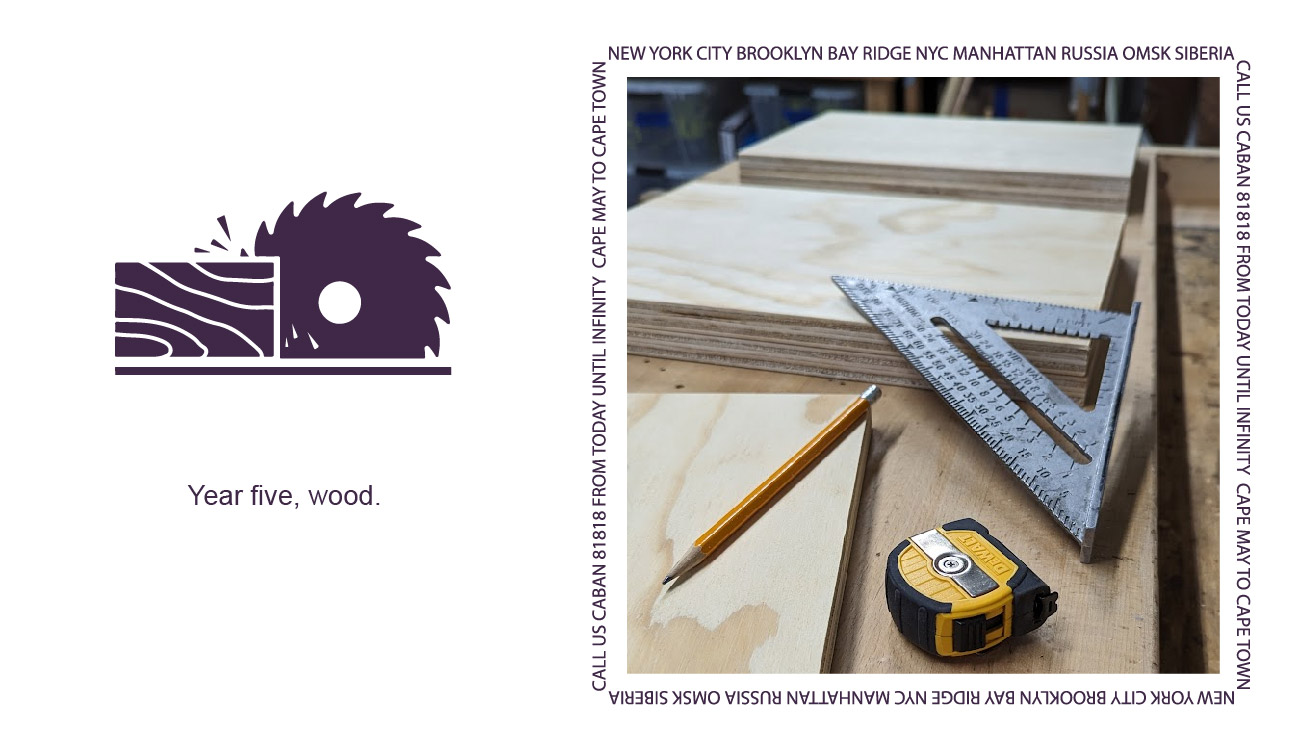 NEW YORK CITY BROOKLYN BAY RIDGE NYC MANHATTAN RUSSIA OMSK SIBERIA
CALL US CABAN 81818 FROM TODAY UNTIL INFINITY CAPE MAY TO CAPE TOWN
CALL US CABAN 81818 FROM TODAY UNTIL INFINITY CAPE MAY TO CAPE TOWN
Year five, wood.
DEWALT
NEW YORK CITY BROOKLYN BAY RIDGE NYC MANHATTAN RUSSIA OMSK SIBERIA